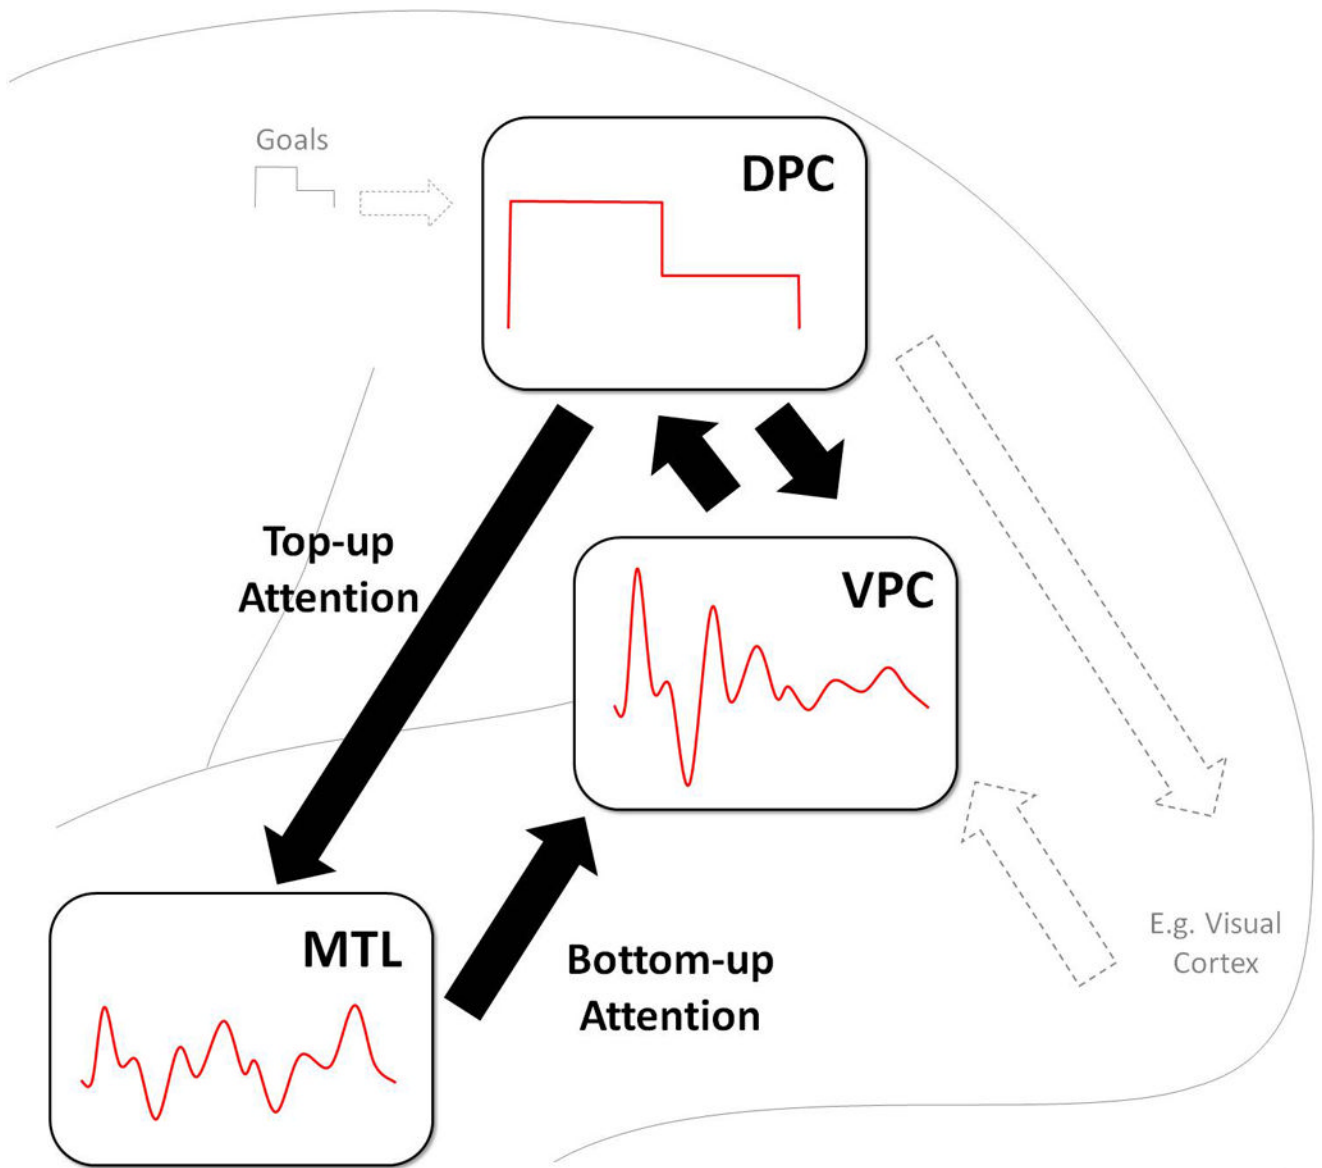 Goals
DPC
Top-up
Attention
VPC
MTL
Bottom-up
Attention
E.g. Visual
Cortex